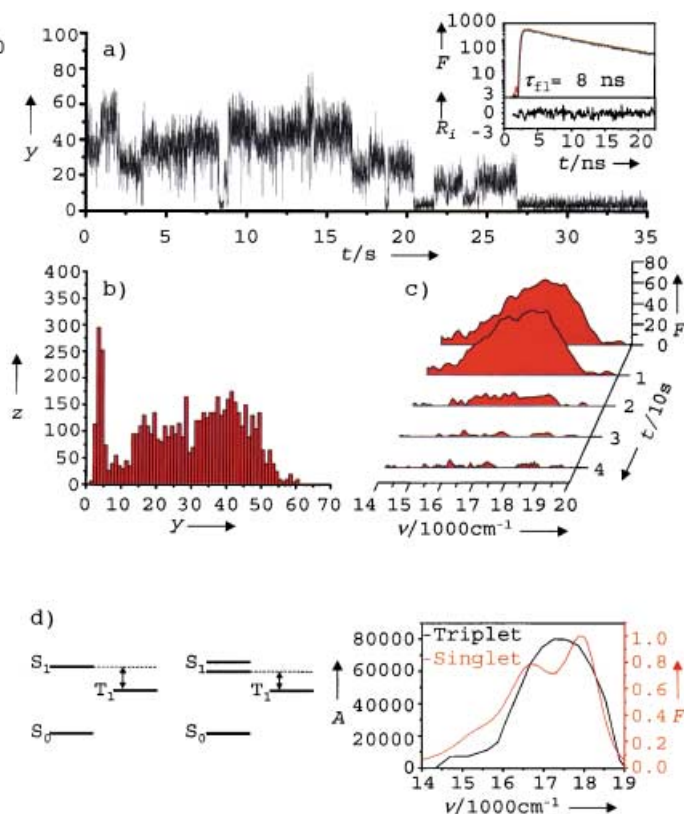 0
a)
100
80
60
40
20
0
y
0 5 10 15 20 25 30 35
t/s
1000
100
10
3
F
τfl= 8 ns
0
-3
Ri
0 5 10 15 20
t/ns
b)
400
350
300
250
200
150
100
50
0
z
0 10 20 30 40 50 60 70
y
c)
80
60
40
20
0
F
1
2
3
4
t/10s
14 15 16 17 18 19 20
ν/1000cm⁻¹
d)
S₁
T₁
S₀
S₁
T₁
S₀
80000
60000
40000
20000
0
A
-Triplet
-Singlet
1.0
0.8
0.6
0.4
0.2
0.0
F
14 15 16 17 18 19
ν/1000cm⁻¹